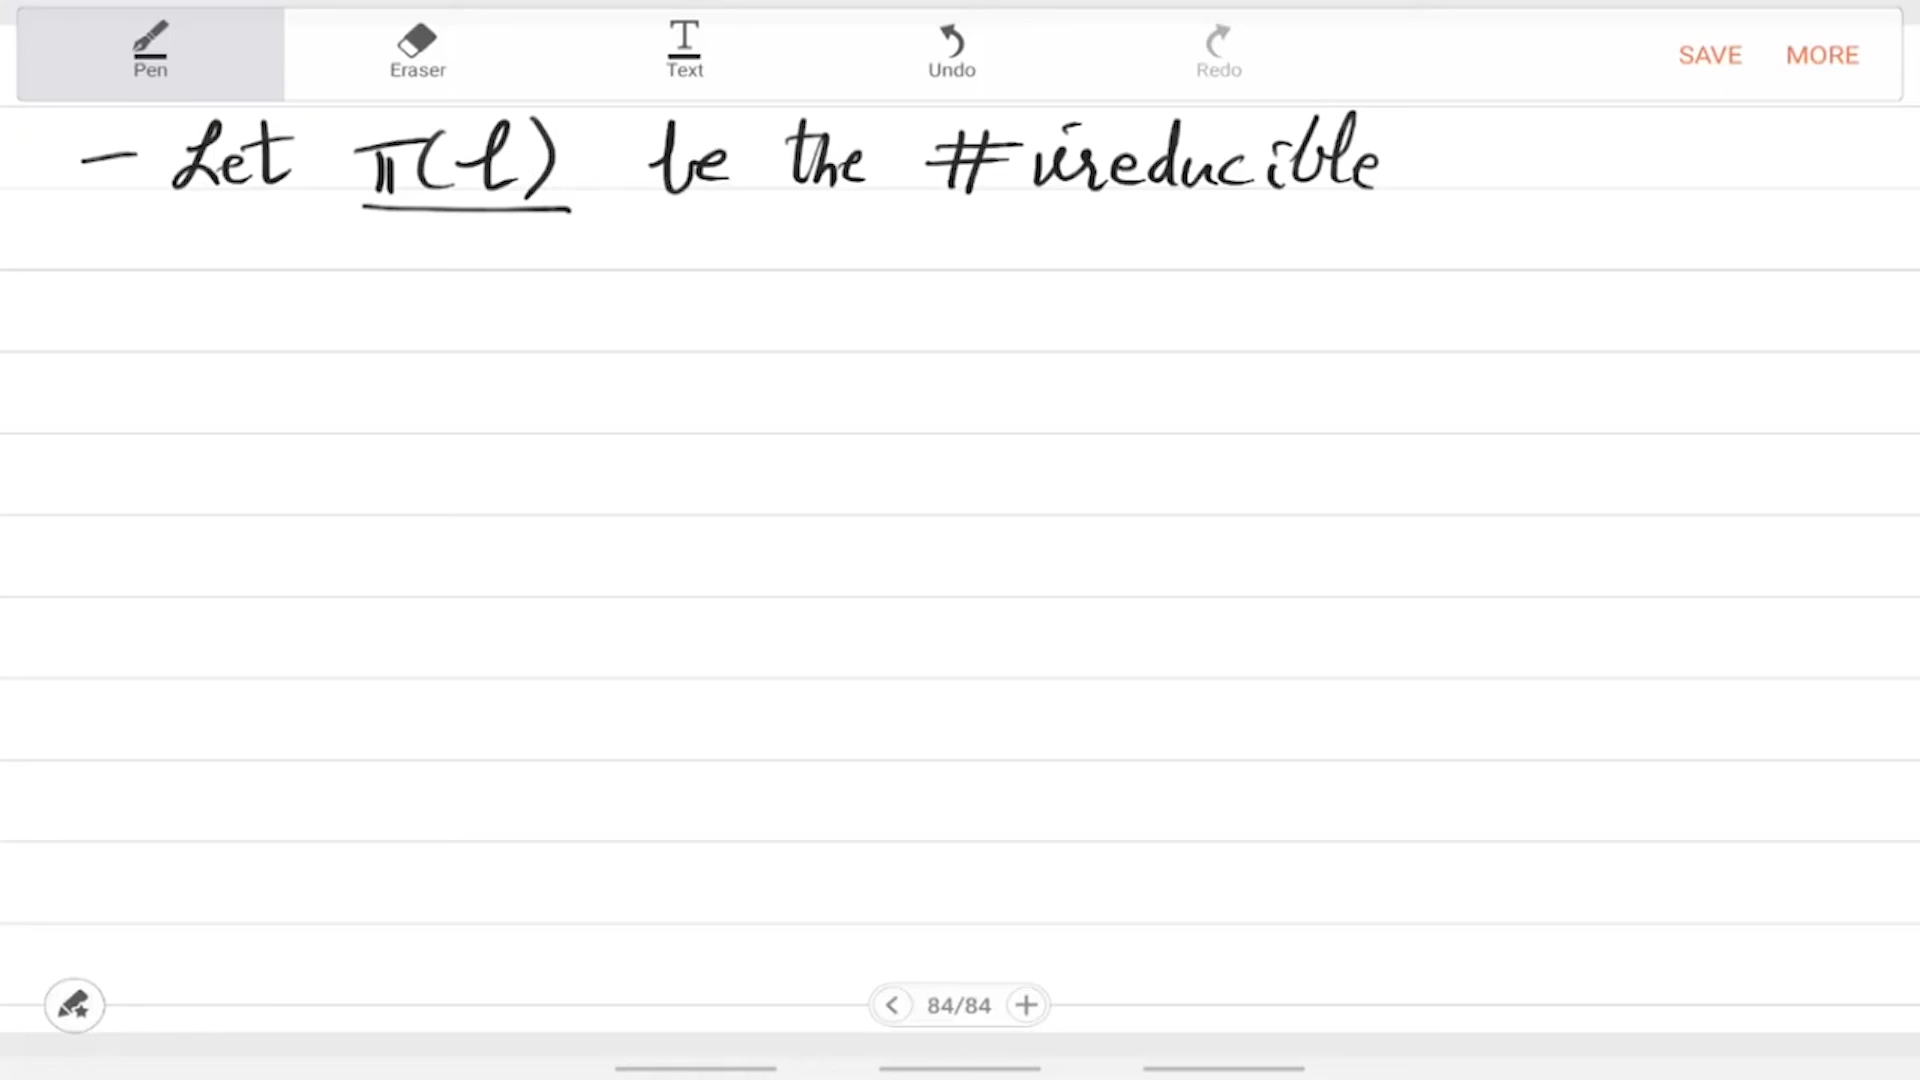 Pen Eraser Text Undo Redo SAVE MORE
- Let π(l) be the # irreducible
84/84